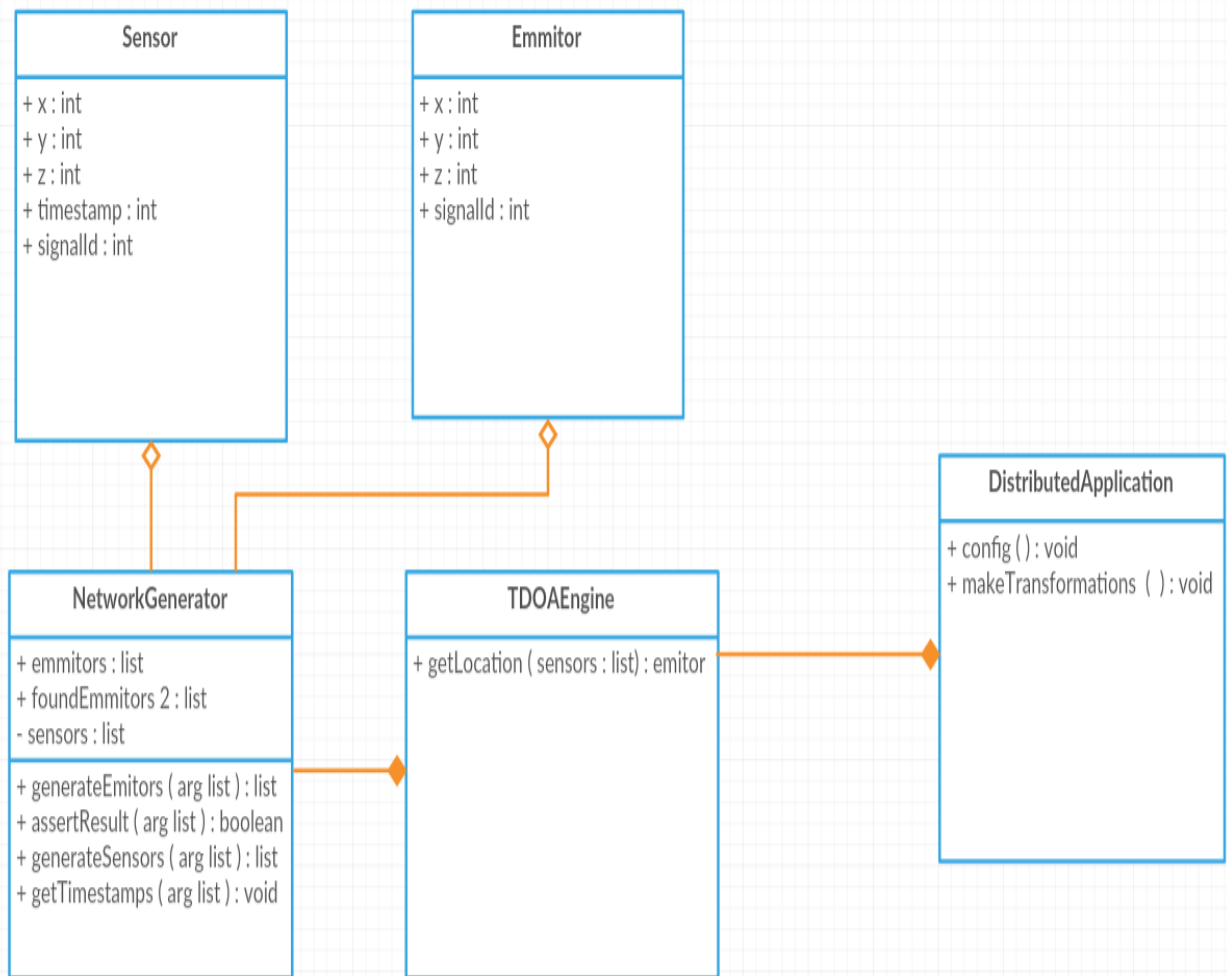 Sensor
+ x : int
+ y : int
+ z : int
+ timestamp : int
+ signalId : int
Emmitor
+ x : int
+ y : int
+ z : int
+ signalId : int
NetworkGenerator
+ emmitors : list
+ foundEmmitors 2 : list
- sensors : list
+ generateEmitors ( arg list ) : list
+ assertResult ( arg list ) : boolean
+ generateSensors ( arg list ) : list
+ getTimestamps ( arg list ) : void
TDOAEngine
+ getLocation ( sensors : list) : emitor
DistributedApplication
+ config ( ) : void
+ makeTransformations ( ) : void